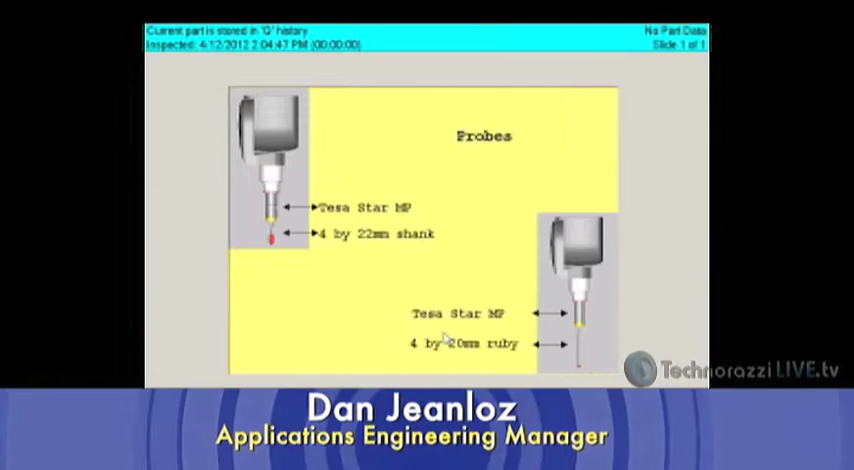 Current part is stored in 'Q' history
No Part Data
Inspected: 4/12/2012 2:04:47 PM (00:00:00)
Slide 1 of 1
Probes
Tesa Star MP
4 by 22mm shank
Tesa Star MP
4 by 20mm ruby
Technorazzi LIVE.tv
Dan Jeanloz
Applications Engineering Manager